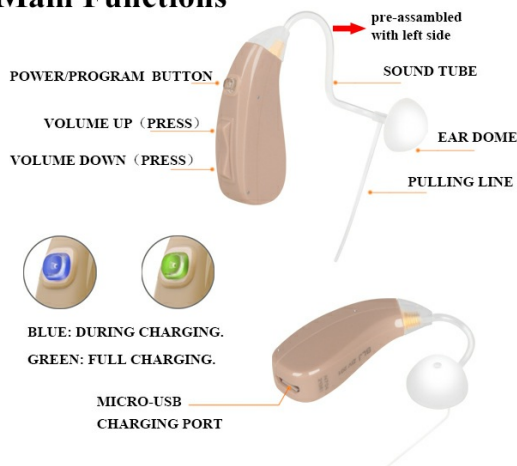 Main Functions
pre-assembled
with left side
POWER/PROGRAM BUTTON
SOUND TUBE
VOLUME UP（PRESS）
EAR DOME
VOLUME DOWN（PRESS）
PULLING LINE
BLUE: DURING CHARGING.
GREEN: FULL CHARGING.
MICRO-USB
CHARGING PORT